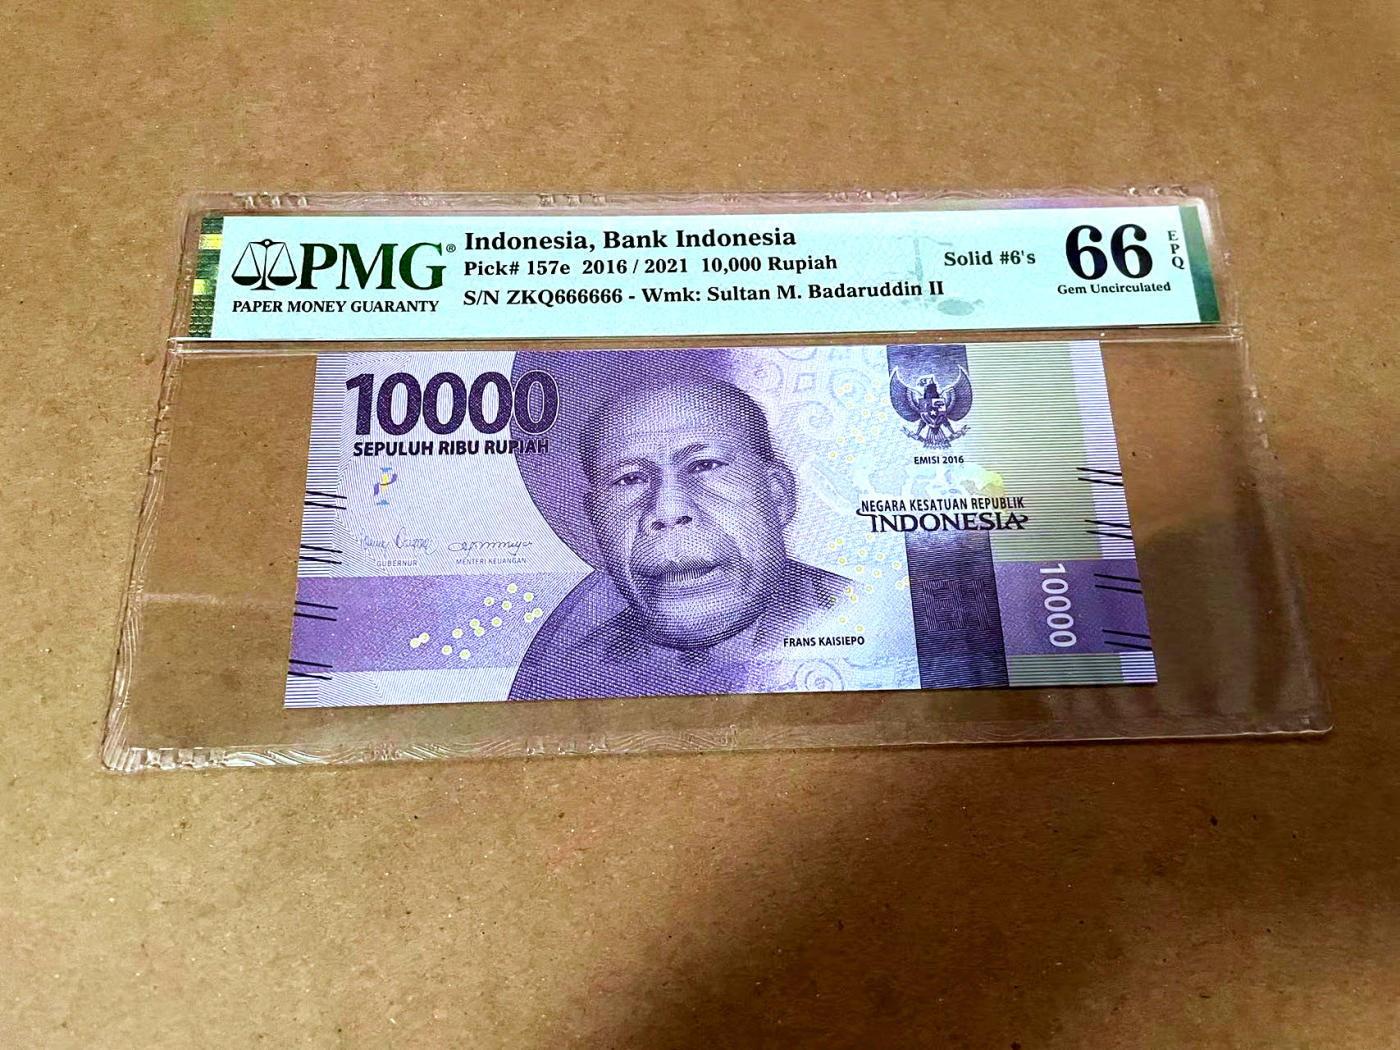 PMG®
PAPER MONEY GUARANTY
Indonesia, Bank Indonesia
Pick# 157e 2016 / 2021 10,000 Rupiah
S/N ZKQ666666 - Wmk: Sultan M. Badaruddin II
Solid #6's
66
EPQ
Gem Uncirculated
10000
SEPULUH RIBU RUPIAH
GUBERNUR
MENTERI KEUANGAN
EMISI 2016
NEGARA KESATUAN REPUBLIK
INDONESIA
FRANS KAISIEPO
10000